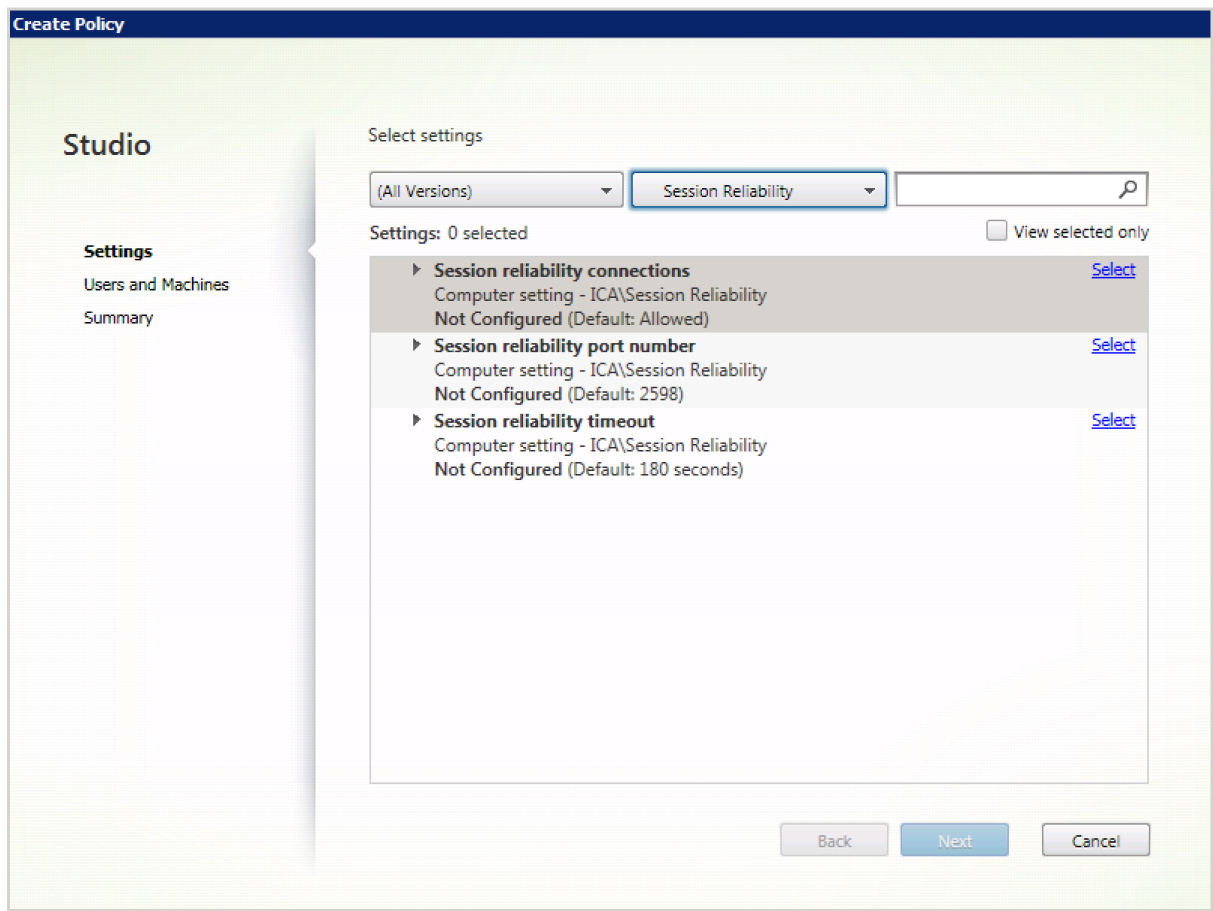 Create Policy
Studio
Settings
Users and Machines
Summary
Select settings
(All Versions)
Session Reliability
Settings: 0 selected
View selected only
Session reliability connections
Select
Computer setting - ICA\Session Reliability
Not Configured (Default: Allowed)
Session reliability port number
Select
Computer setting - ICA\Session Reliability
Not Configured (Default: 2598)
Session reliability timeout
Select
Computer setting - ICA\Session Reliability
Not Configured (Default: 180 seconds)
Back
Next
Cancel